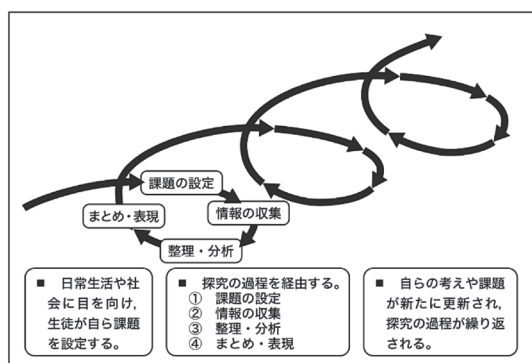 課題の設定
まとめ・表現
情報の収集
整理・分析
■ 日常生活や社
会に目を向け,
生徒が自ら課題
を設定する。
■ 探究の過程を経由する。
① 課題の設定
② 情報の収集
③ 整理・分析
④ まとめ・表現
■ 自らの考えや課題
が新たに更新され,
探究の過程が繰り返
される。